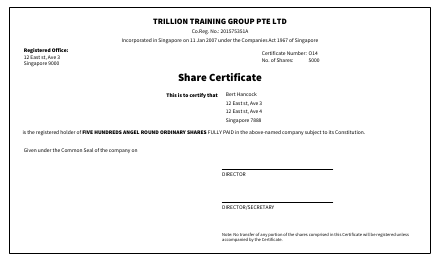 TRILLION TRAINING GROUP PTE LTD
Co.Reg. No.: 201575351A
Incorporated in Singapore on 11 Jan 2007 under the Companies Act 1967 of Singapore
Registered Office:
12 East st, Ave 3
Singapore 9000
Certificate Number: O14
No. of Shares: 5000
Share Certificate
This is to certify that
Bert Hancock
12 East st, Ave 3
12 East st, Ave 4
Singapore 7888
is the registered holder of FIVE HUNDREDS ANGEL ROUND ORDINARY SHARES FULLY PAID in the above-named company subject to its Constitution.
Given under the Common Seal of the company on
DIRECTOR
DIRECTOR/SECRETARY
Note: No transfer of any portion of the shares comprised in this Certificate will be registered unless
accompanied by the Certificate.